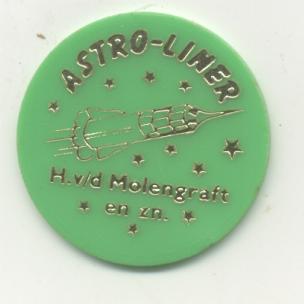 ASTRO-LINER
H.v/d Molengraft
en zn.